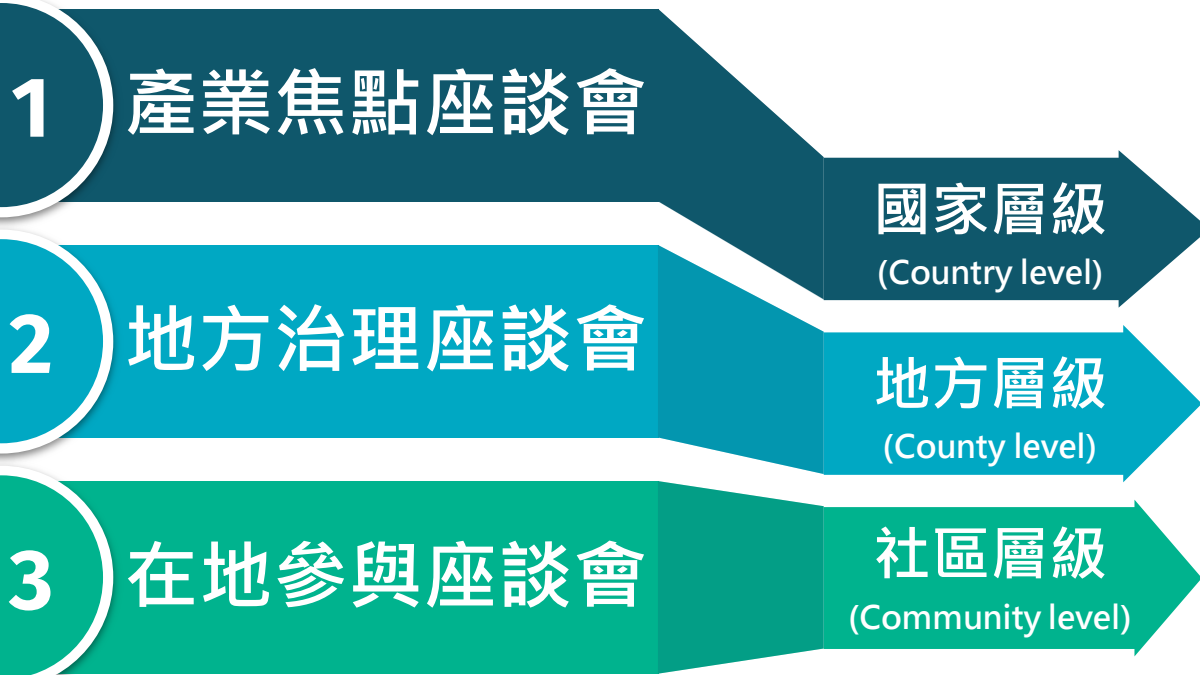 1
產業焦點座談會
國家層級
(Country level)
2
地方治理座談會
地方層級
(County level)
3
在地參與座談會
社區層級
(Community level)